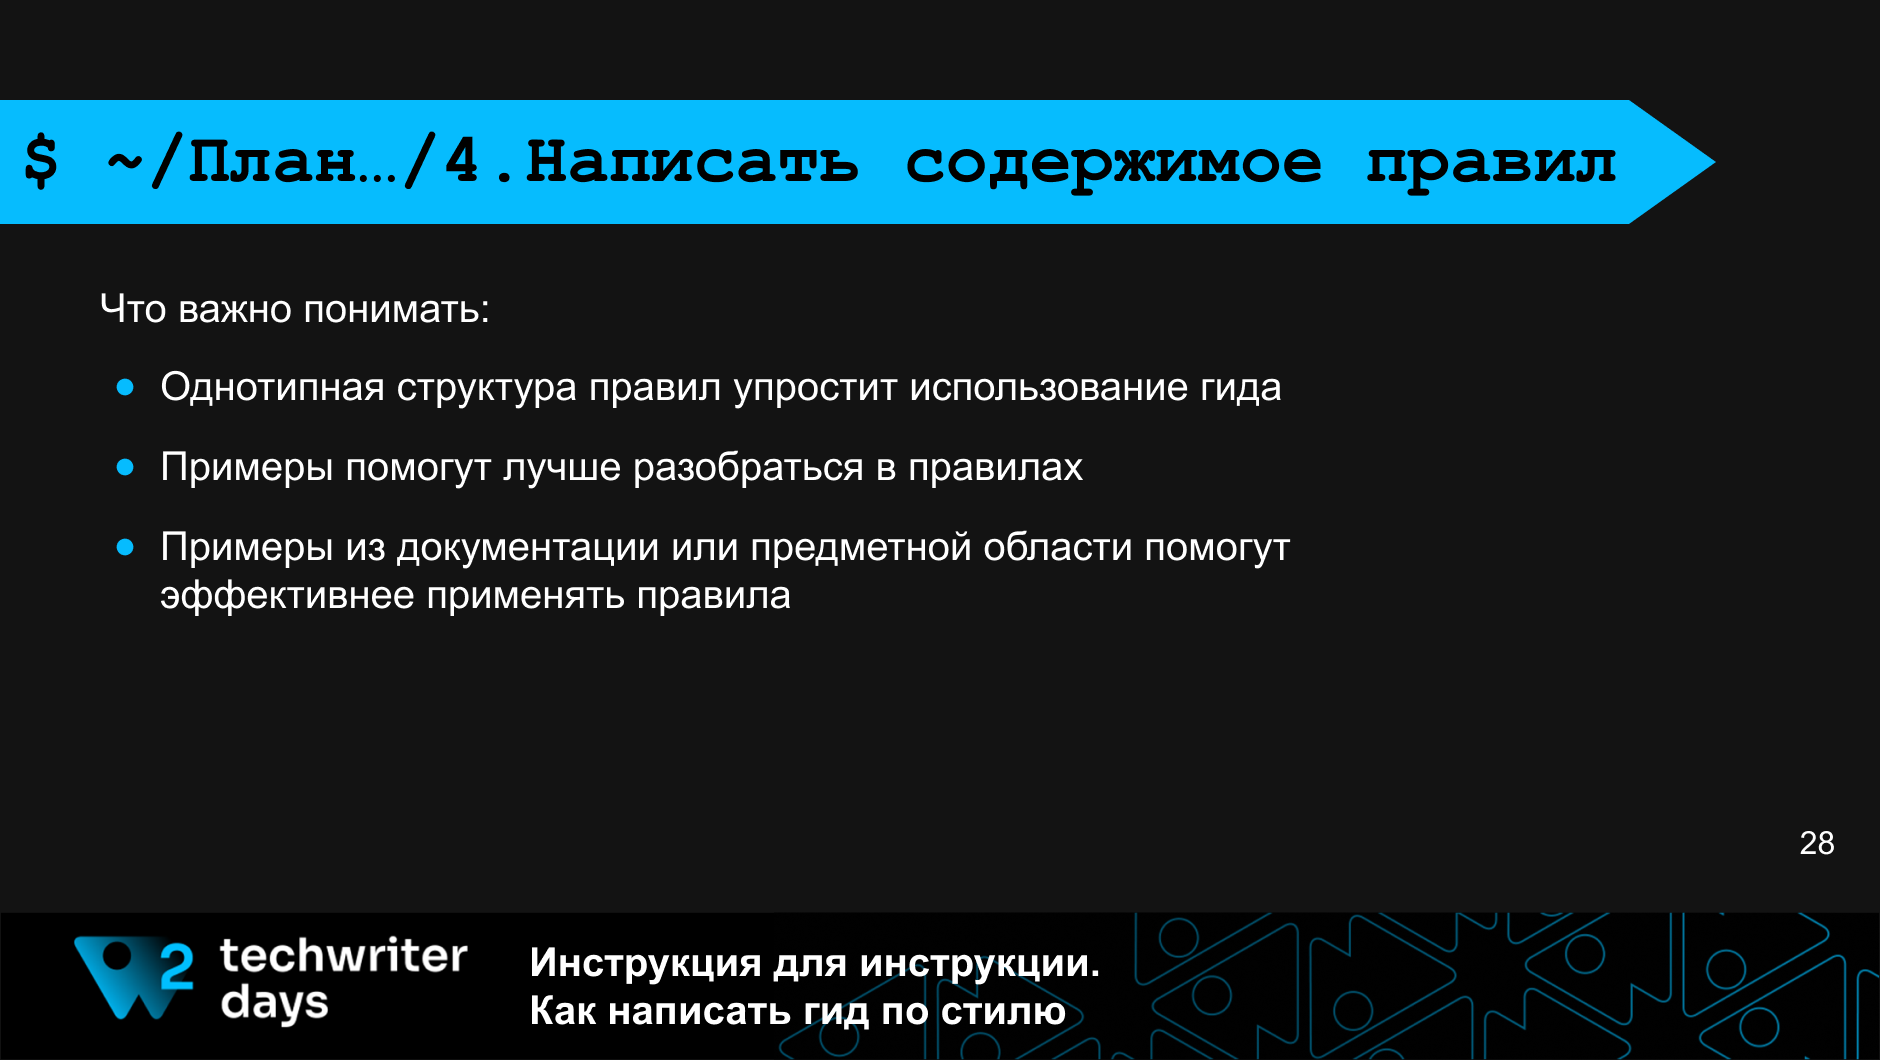 $ ~/План…/4.Написать содержимое правил
Что важно понимать:
● Однотипная структура правил упростит использование гида
● Примеры помогут лучше разобраться в правилах
● Примеры из документации или предметной области помогут
эффективнее применять правила
28
2 techwriter
days
Инструкция для инструкции.
Как написать гид по стилю